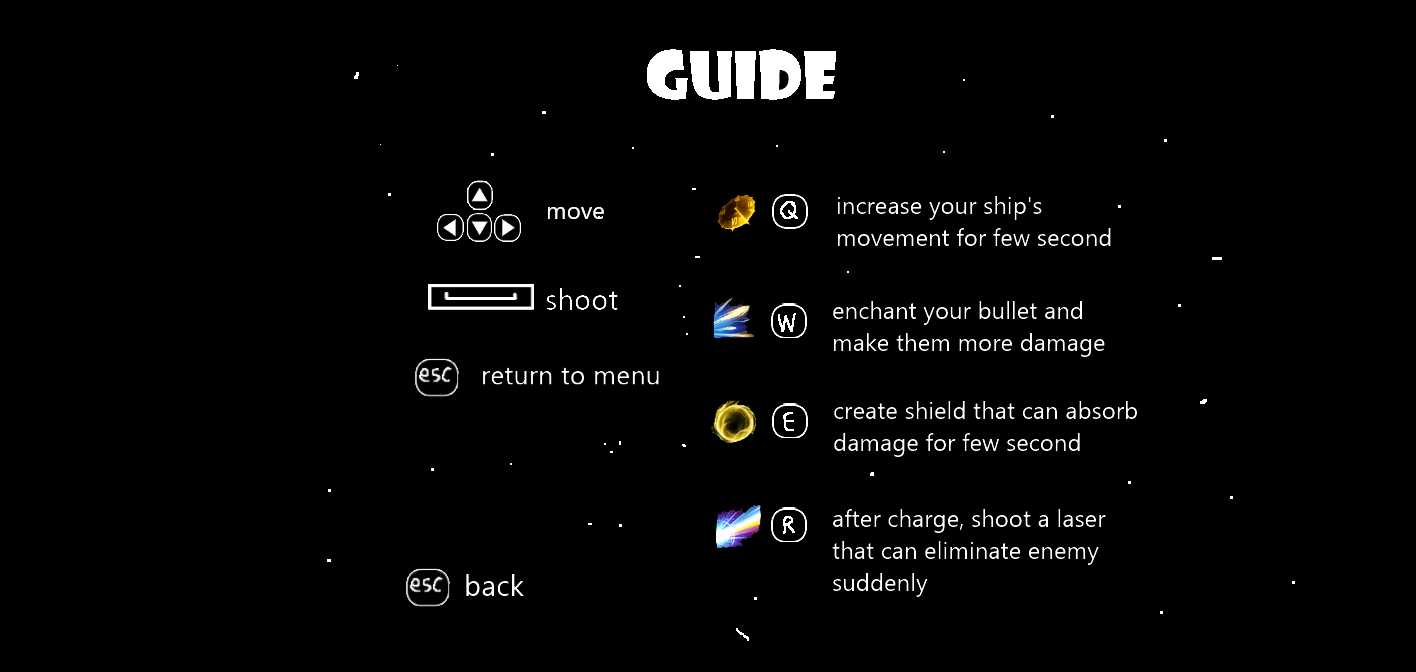 GUIDE
move
shoot
esc return to menu
esc back
Q increase your ship's
movement for few second
W enchant your bullet and
make them more damage
E create shield that can absorb
damage for few second
R after charge, shoot a laser
that can eliminate enemy
suddenly